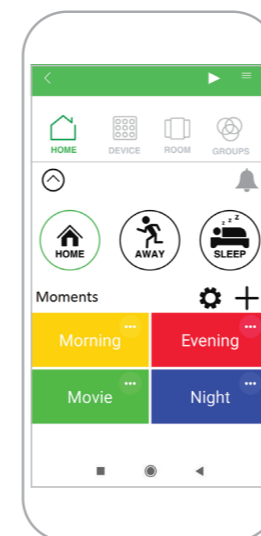 HOME DEVICE ROOM GROUPS
z z z
HOME AWAY SLEEP
Moments
Morning Evening
Movie Night